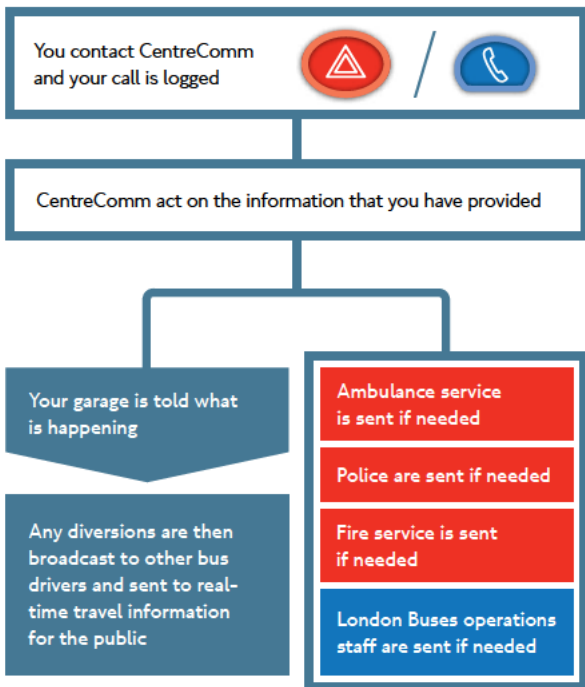 You contact CentreComm
and your call is logged
CentreComm act on the information that you have provided
Your garage is told what
is happening
Any diversions are then
broadcast to other bus
drivers and sent to real-
time travel information
for the public
Ambulance service
is sent if needed
Police are sent if needed
Fire service is sent
if needed
London Buses operations
staff are sent if needed